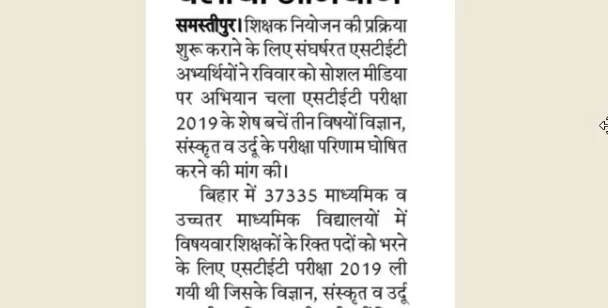 समस्तीपुर। शिक्षक नियोजन की प्रक्रिया
शुरू कराने के लिए संघर्षरत एसटीईटी
अभ्यर्थियों ने रविवार को सोशल मीडिया
पर अभियान चला एसटीईटी परीक्षा
2019 के शेष बचें तीन विषयों विज्ञान,
संस्कृत व उर्दू के परीक्षा परिणाम घोषित
करने की मांग की।
बिहार में 37335 माध्यमिक व
उच्चतर माध्यमिक विद्यालयों में
विषयवार शिक्षकों के रिक्त पदों को भरने
के लिए एसटीईटी परीक्षा 2019 ली
गयी थी जिसके विज्ञान, संस्कृत व उर्दू